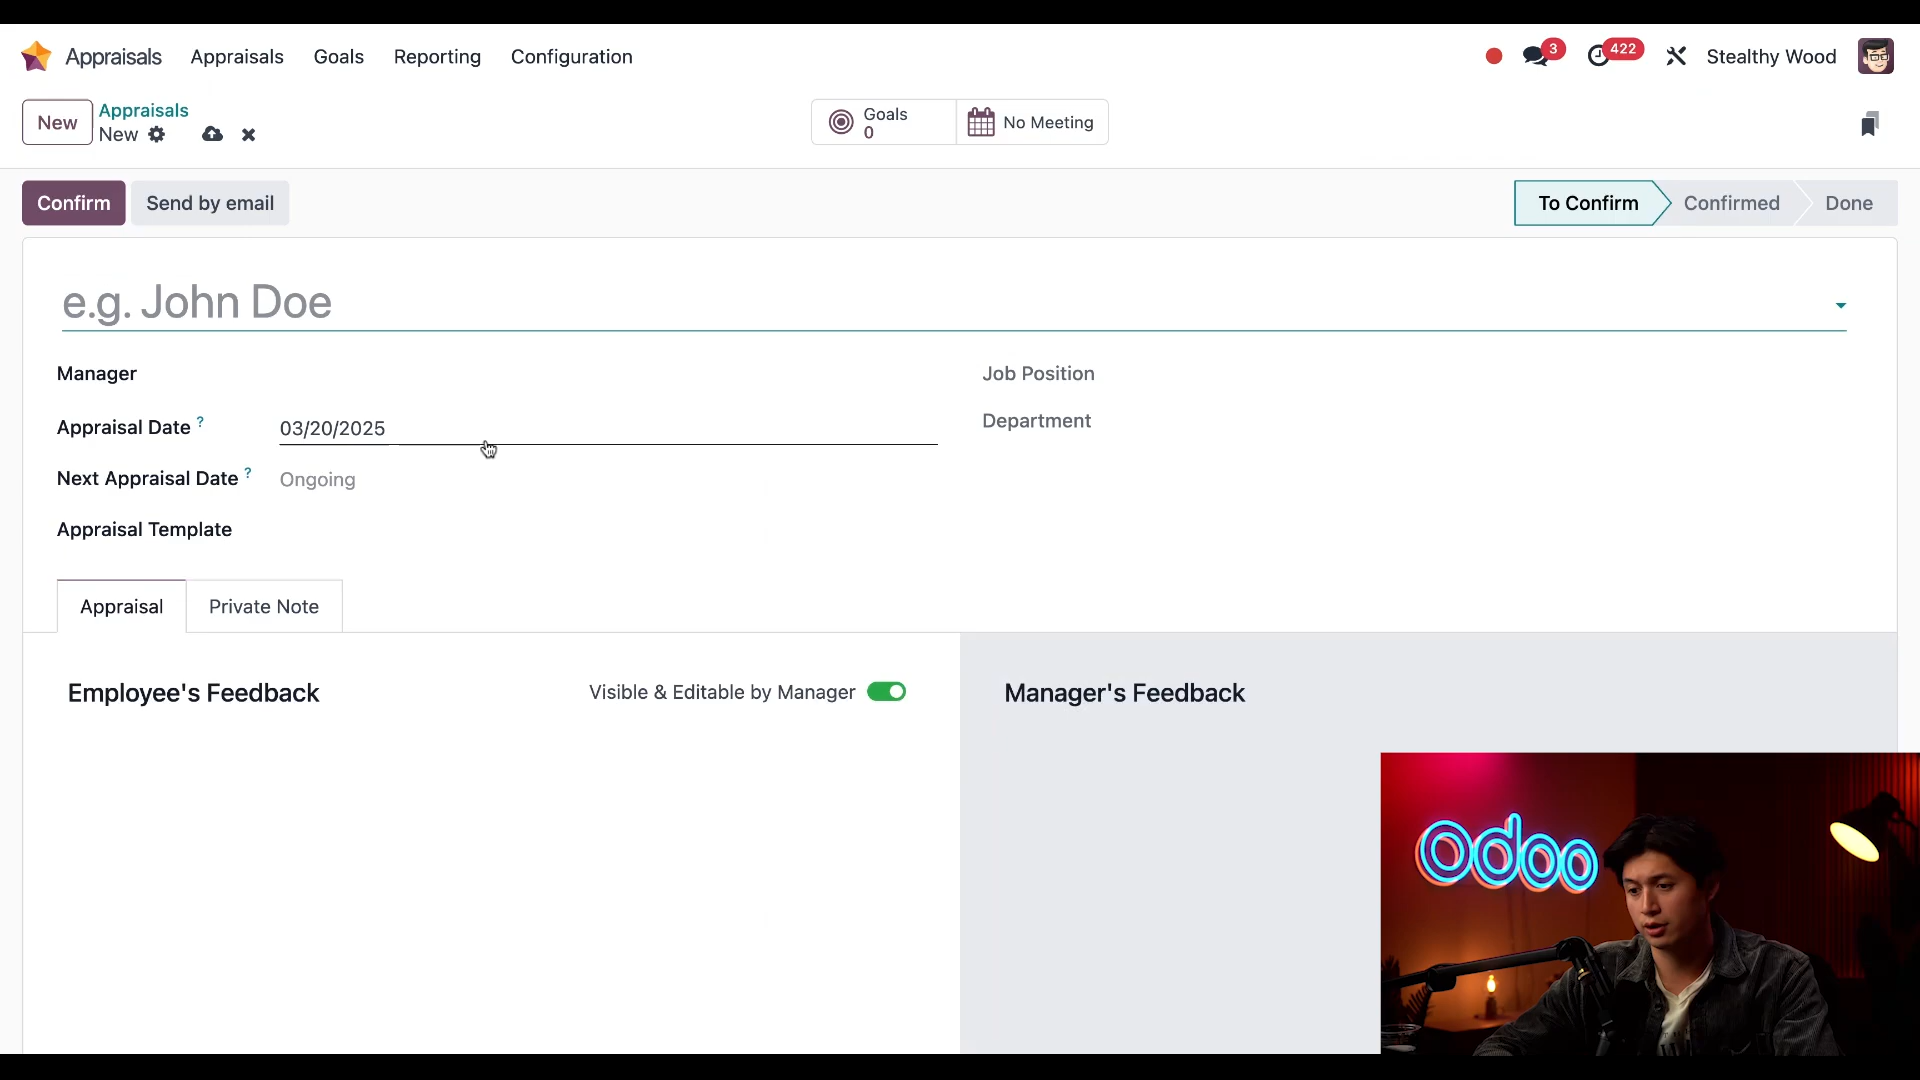 Appraisals Appraisals Goals Reporting Configuration 3 422 Stealthy Wood
New Appraisals
New
Goals
0
No Meeting
Confirm Send by email To Confirm Confirmed Done
e.g. John Doe
Manager Job Position
Appraisal Date ? 03/20/2025 Department
Next Appraisal Date ? Ongoing
Appraisal Template
Appraisal Private Note
Employee's Feedback Visible & Editable by Manager Manager's Feedback
odoo